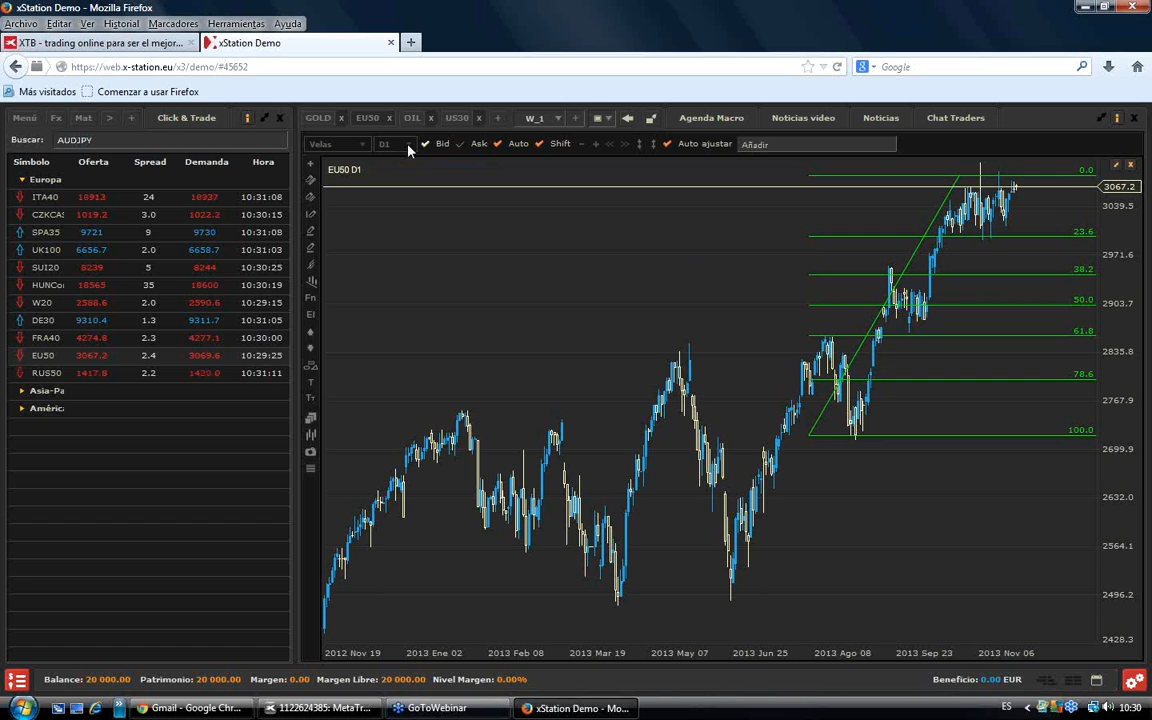 xStation Demo - Mozilla Firefox
Archivo Editar Ver Historial Marcadores Herramientas Ayuda
XTB - trading online para ser el mejor... xStation Demo
https://web.x-station.eu/x3/demo/#45652 Google
Más visitados Comenzar a usar Firefox
Menú Fx Mat > + Click & Trade GOLD x EU50 x OIL x US30 x + W_1 + Agenda Macro Noticias video Noticias Chat Traders
Buscar: AUDJPY Velas D1 Bid Ask Auto Shift - + Auto ajustar Añadir
Símbolo Oferta Spread Demanda Hora
Europa
ITA40 18913 24 18937 10:31:08
CZKCAS 1019.2 3.0 1022.2 10:30:15
SPA35 9721 9 9730 10:31:08
UK100 6656.7 2.0 6658.7 10:31:03
SUI20 8239 5 8244 10:30:25
HUNCo 18565 35 18600 10:30:19
W20 2588.6 2.0 2590.6 10:29:15
DE30 9310.4 1.3 9311.7 10:31:05
FRA40 4274.8 2.3 4277.1 10:30:00
EU50 3067.2 2.4 3069.6 10:29:25
RUS50 1417.8 2.2 1420.0 10:31:11
Asia-Pa
Améric
EU50 D1
Fn
EI
T
TT
0.0
23.6
38.2
50.0
61.8
78.6
100.0
3067.2
3039.5
2971.6
2903.7
2835.8
2767.9
2699.9
2632.0
2564.1
2496.2
2428.3
2012 Nov 19 2013 Ene 02 2013 Feb 08 2013 Mar 19 2013 May 07 2013 Jun 25 2013 Ago 08 2013 Sep 23 2013 Nov 06
Balance: 20 000.00 Patrimonio: 20 000.00 Margen: 0.00 Margen Libre: 20 000.00 Nivel Margen: 0.00% Beneficio: 0.00 EUR
Gmail - Google Chr... 1122624385: MetaTr... GoToWebinar xStation Demo - Mo... ES 10:30